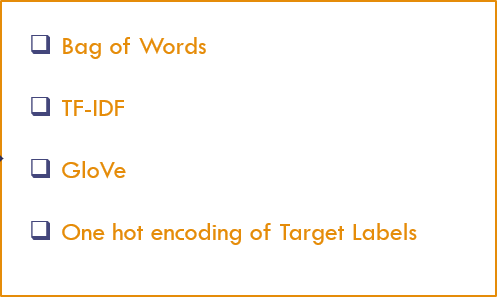 Bag of Words
TF-IDF
GloVe
One hot encoding of Target Labels